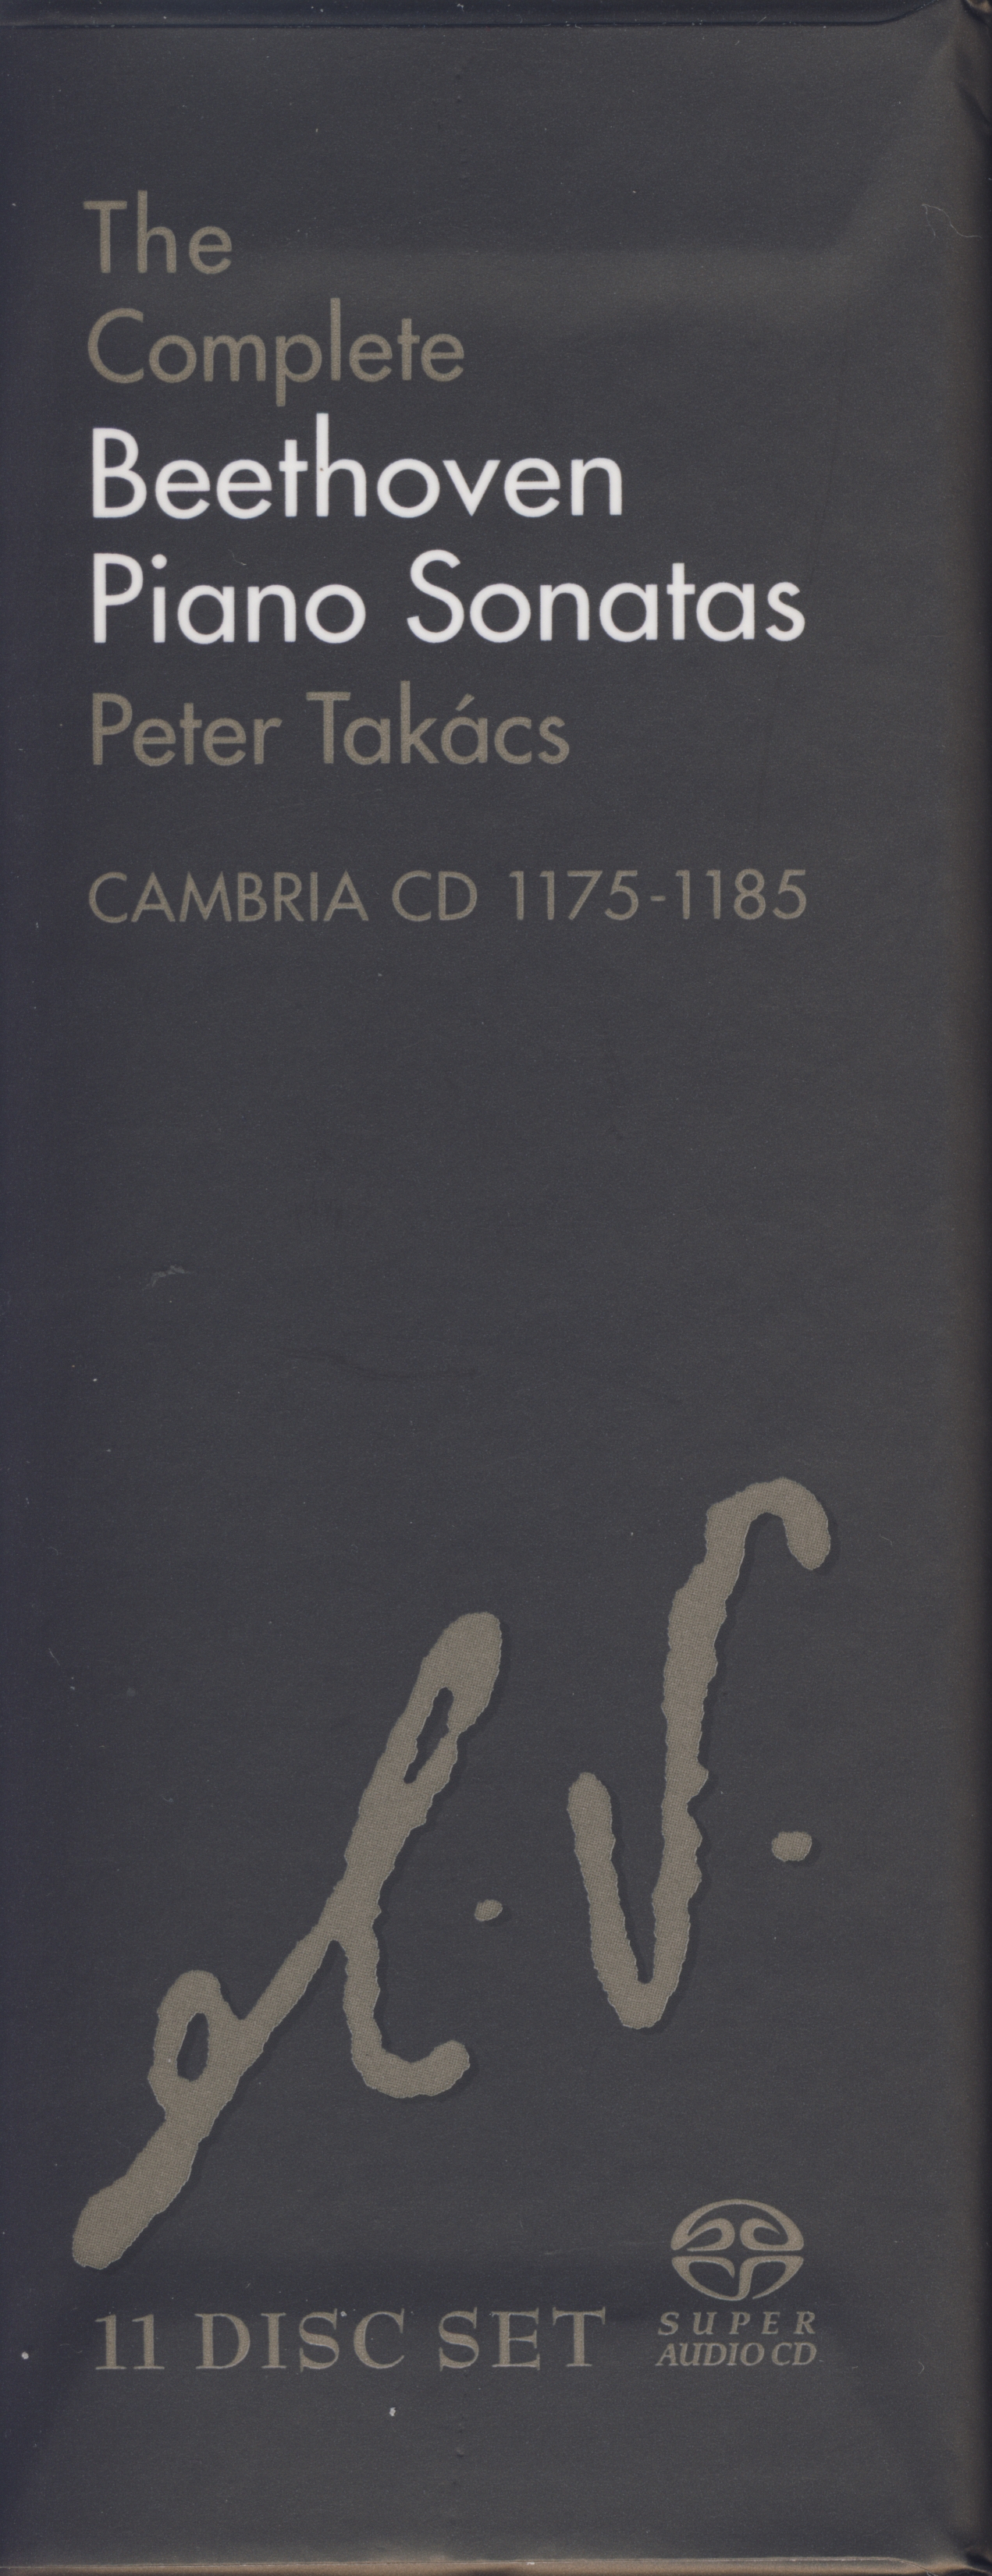 The
Complete
Beethoven
Piano Sonatas
Peter Takács
CAMBRIA CD 1175-1185
L. V.
11 DISC SET
SUPER
AUDIO CD